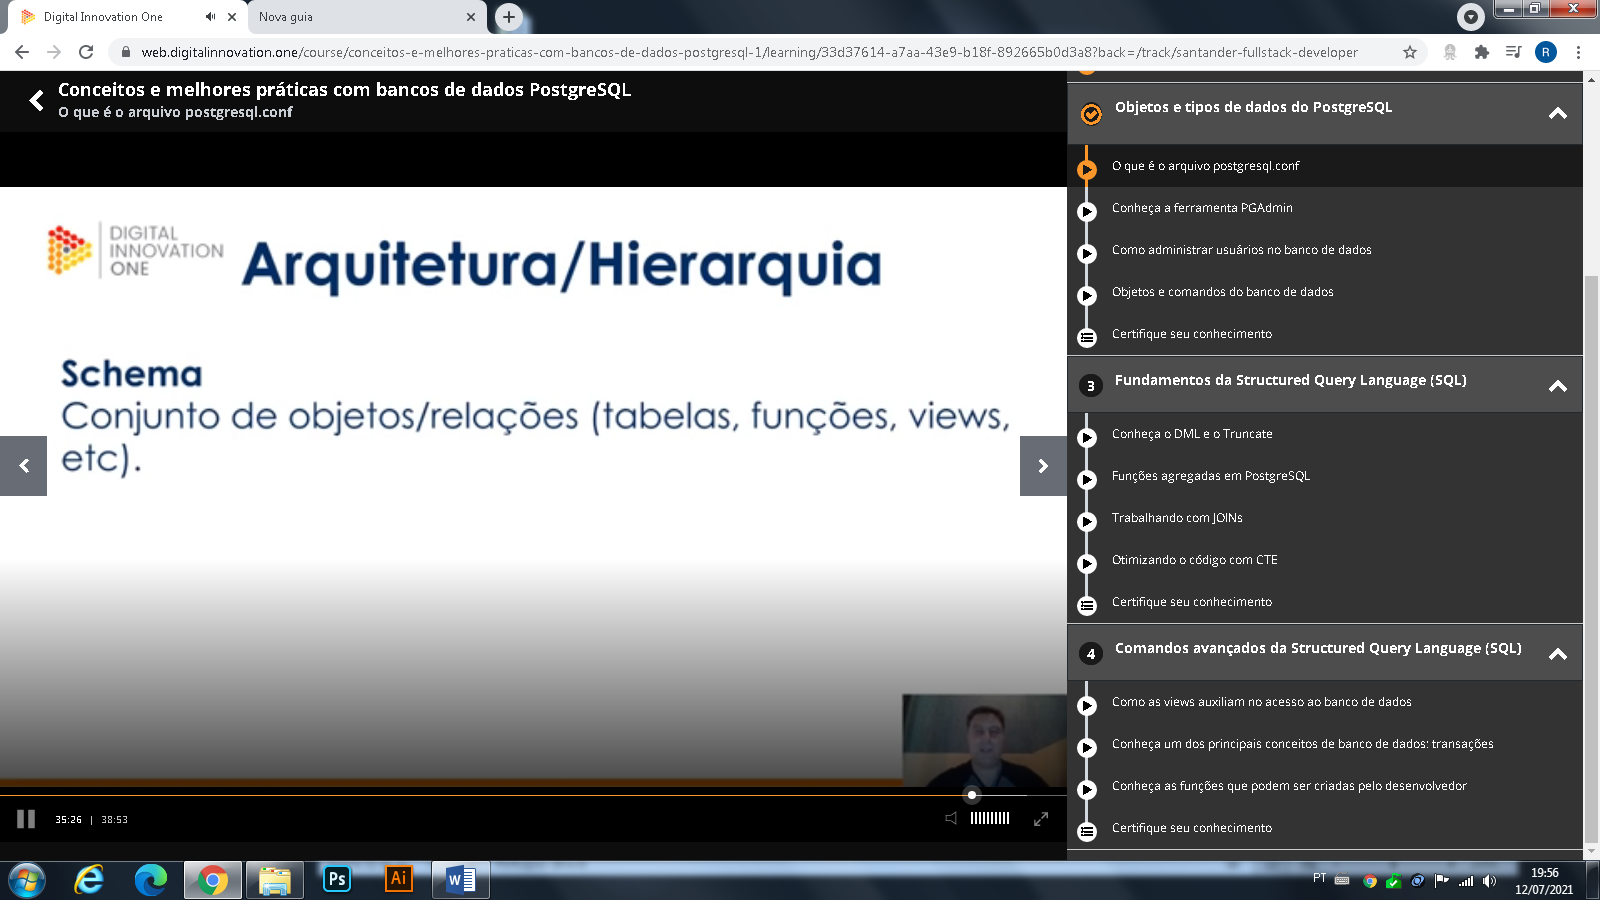 Digital Innovation One
Nova guia
web.digitalinnovation.one/course/conceitos-e-melhores-praticas-com-bancos-de-dados-postgresql-1/learning/33d37614-a7aa-43e9-b18f-892665b0d3a8?back=/track/santander-fullstack-developer
R
Conceitos e melhores práticas com bancos de dados PostgreSQL
O que é o arquivo postgresql.conf
DIGITAL
INNOVATION
ONE
Arquitetura/Hierarquia
Schema
Conjunto de objetos/relações (tabelas, funções, views,
etc).
35:26 | 38:53
Objetos e tipos de dados do PostgreSQL
O que é o arquivo postgresql.conf
Conheça a ferramenta PGAdmin
Como administrar usuários no banco de dados
Objetos e comandos do banco de dados
Certifique seu conhecimento
3 Fundamentos da Structured Query Language (SQL)
Conheça o DML e o Truncate
Funções agregadas em PostgreSQL
Trabalhando com JOINs
Otimizando o código com CTE
Certifique seu conhecimento
4 Comandos avançados da Structured Query Language (SQL)
Como as views auxiliam no acesso ao banco de dados
Conheça um dos principais conceitos de banco de dados: transações
Conheça as funções que podem ser criadas pelo desenvolvedor
Certifique seu conhecimento
Ps
Ai
W
PT
19:56
12/07/2021